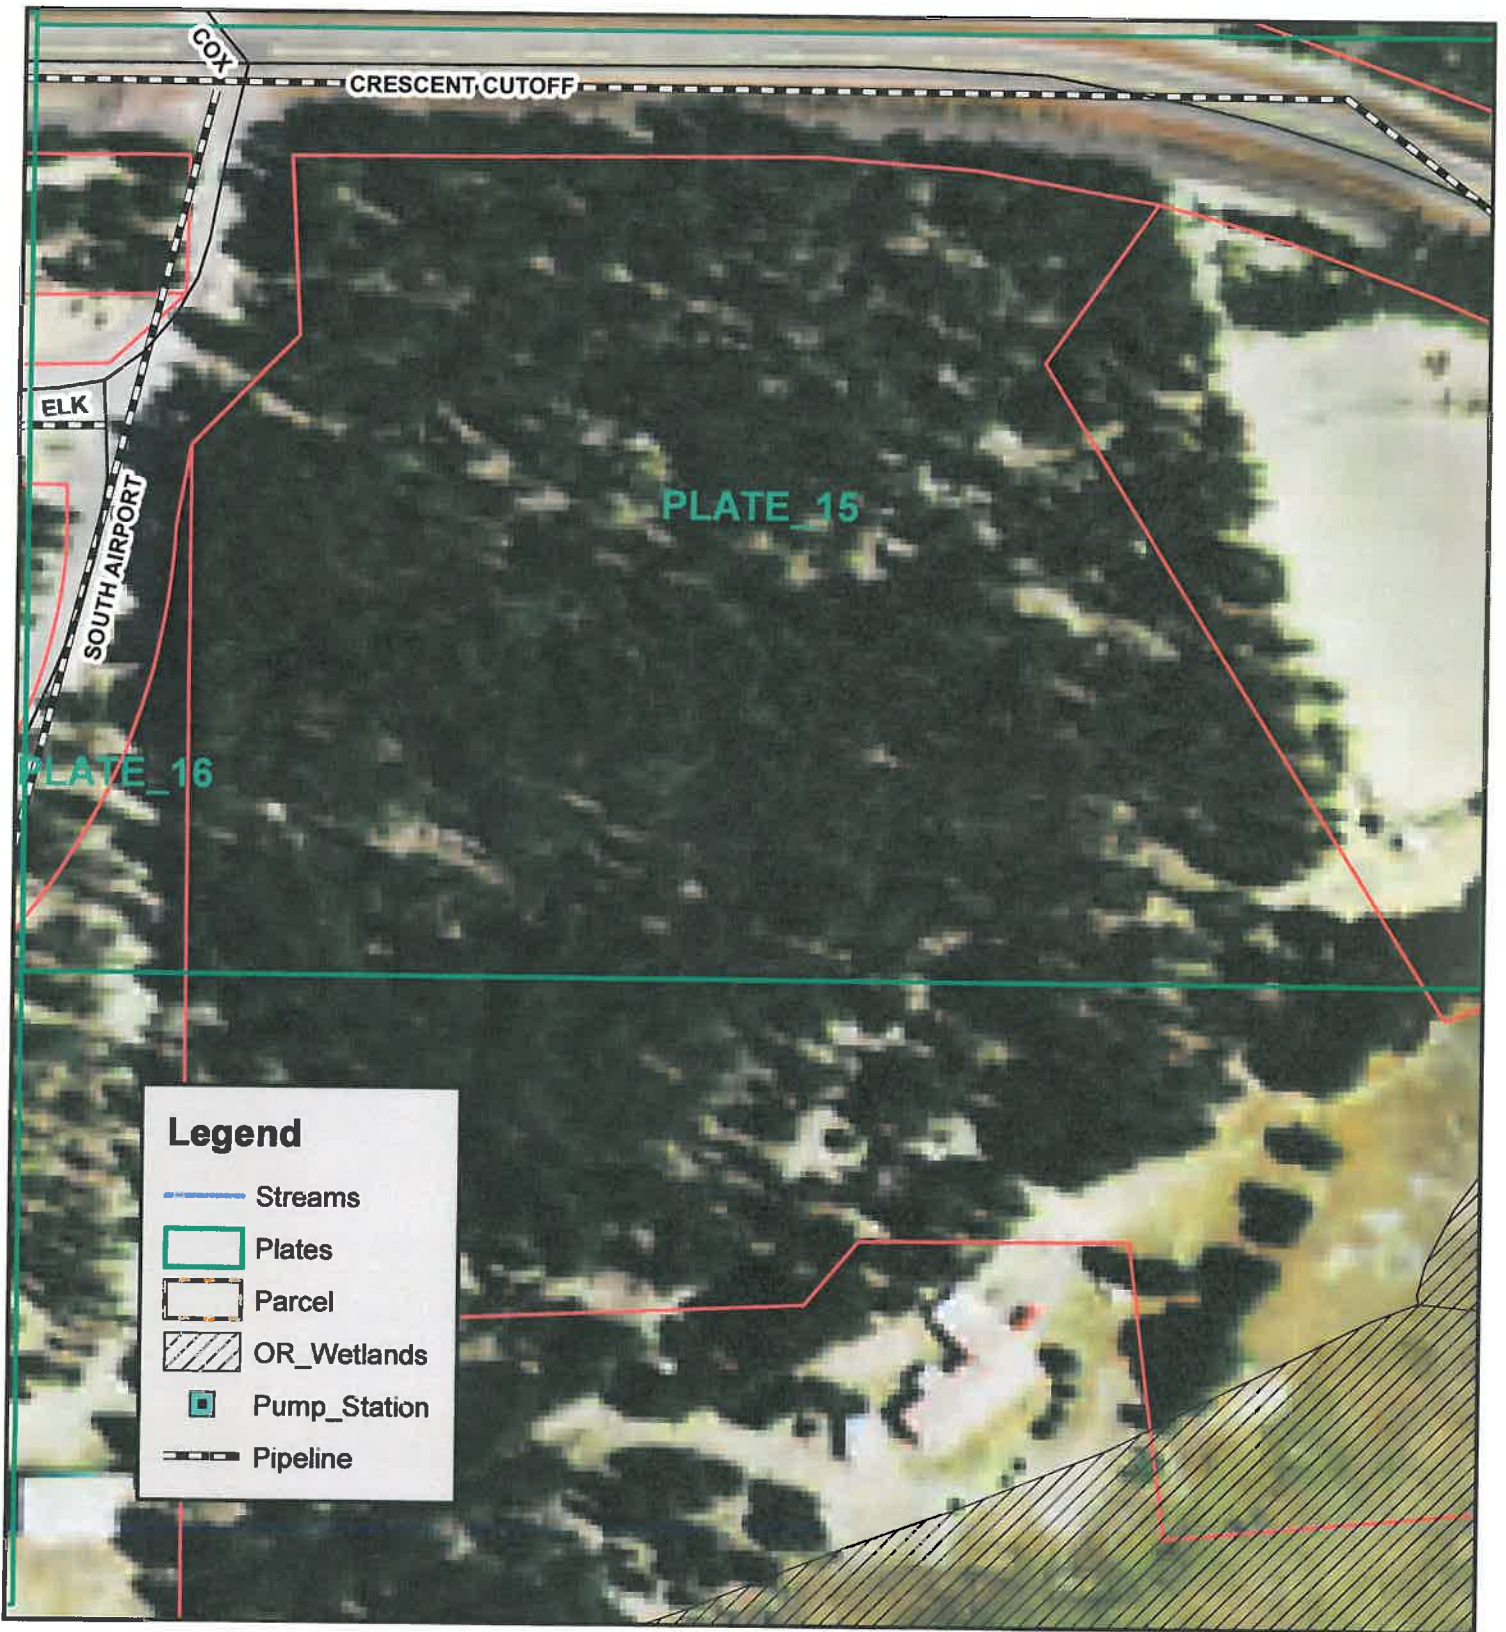 COX
CRESCENT CUTOFF
ELK
SOUTH AIRPORT
PLATE_15
PLATE_16
Legend
Streams
Plates
Parcel
OR_Wetlands
Pump_Station
Pipeline